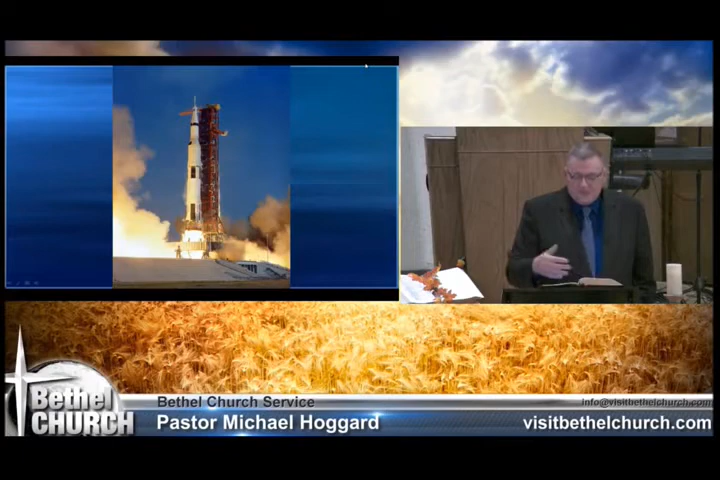 Bethel
CHURCH
Bethel Church Service
Pastor Michael Hoggard
info@visitbethelchurch.com
visitbethelchurch.com